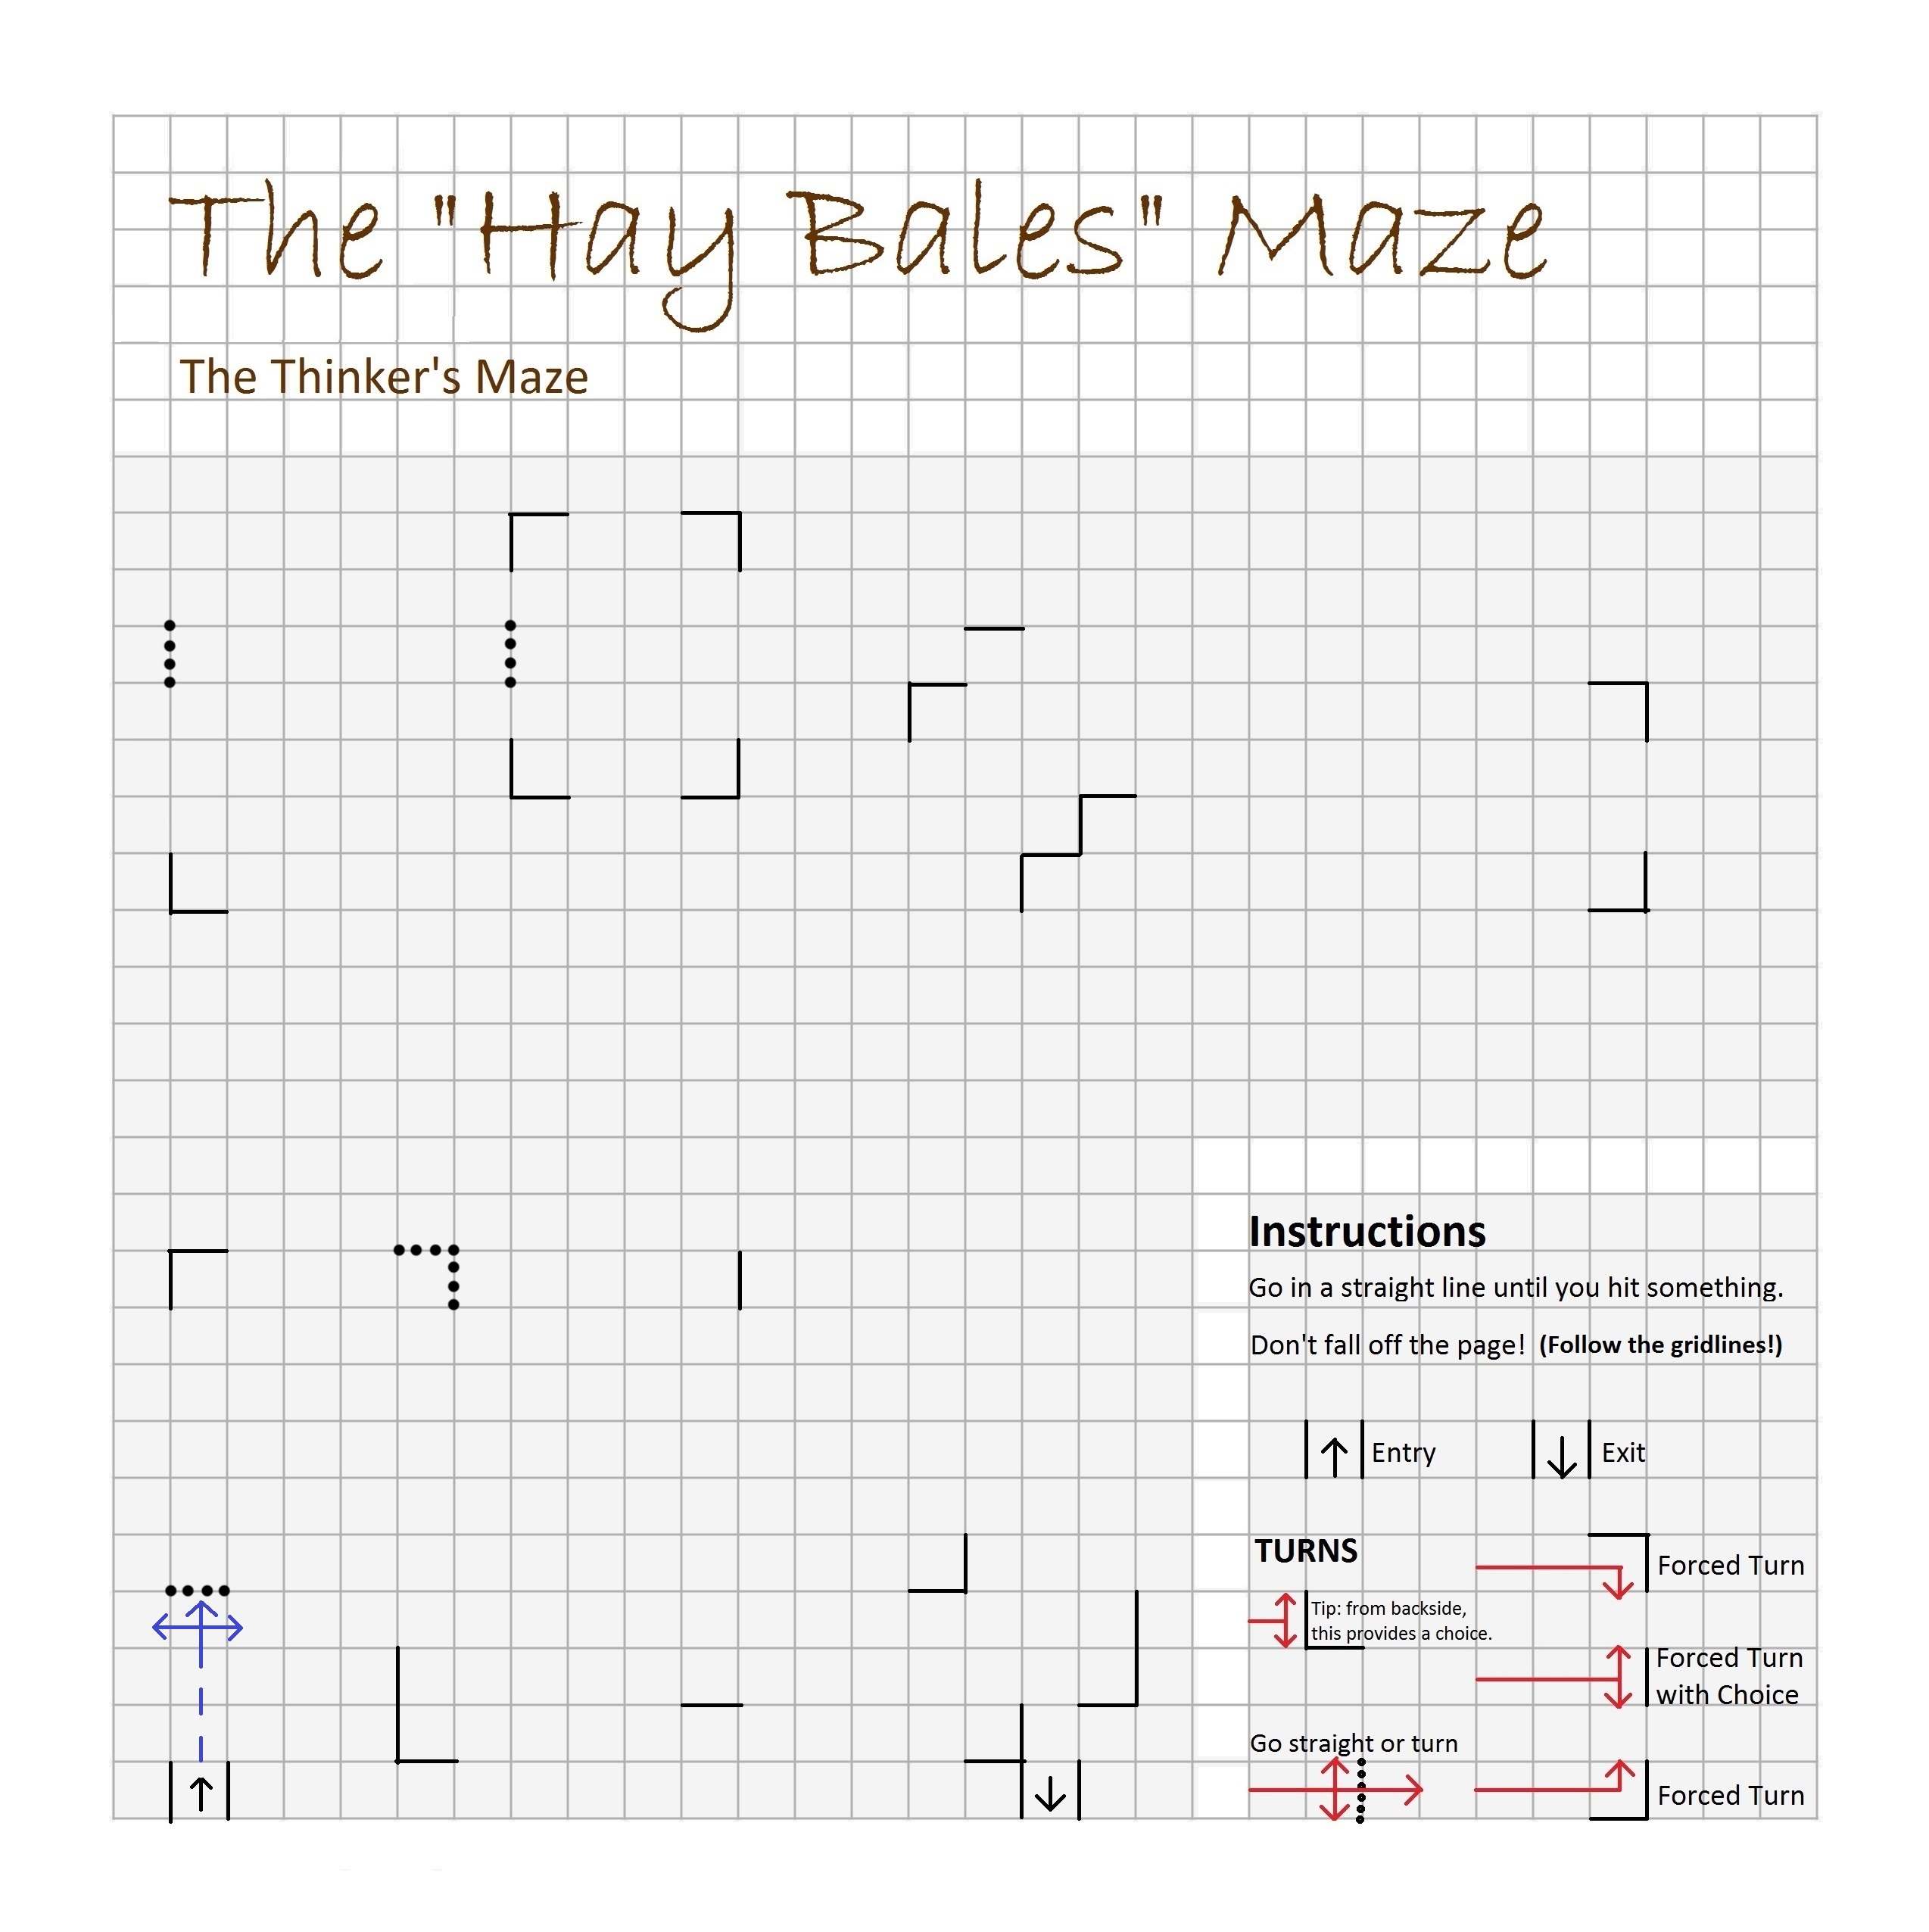 The "Hay Bales" Maze
The Thinker's Maze
Instructions
Go in a straight line until you hit something.
Don't fall off the page! (Follow the gridlines!)
Entry
Exit
TURNS
Forced Turn
Tip: from backside,
this provides a choice.
Forced Turn
with Choice
Go straight or turn
Forced Turn